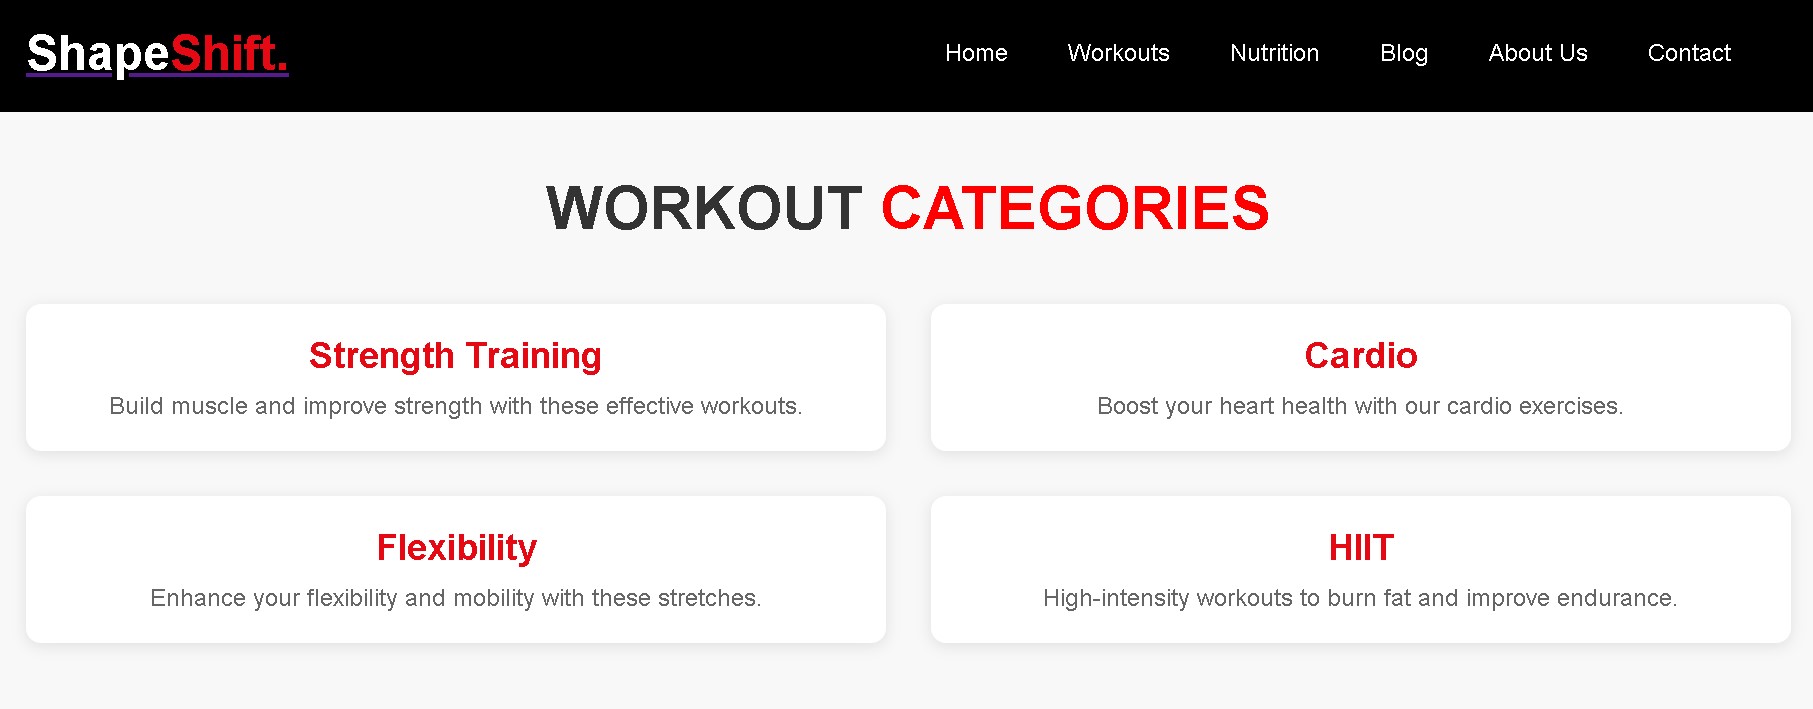 ShapeShift.
Home Workouts Nutrition Blog About Us Contact
WORKOUT CATEGORIES
Strength Training
Build muscle and improve strength with these effective workouts.
Cardio
Boost your heart health with our cardio exercises.
Flexibility
Enhance your flexibility and mobility with these stretches.
HIIT
High-intensity workouts to burn fat and improve endurance.